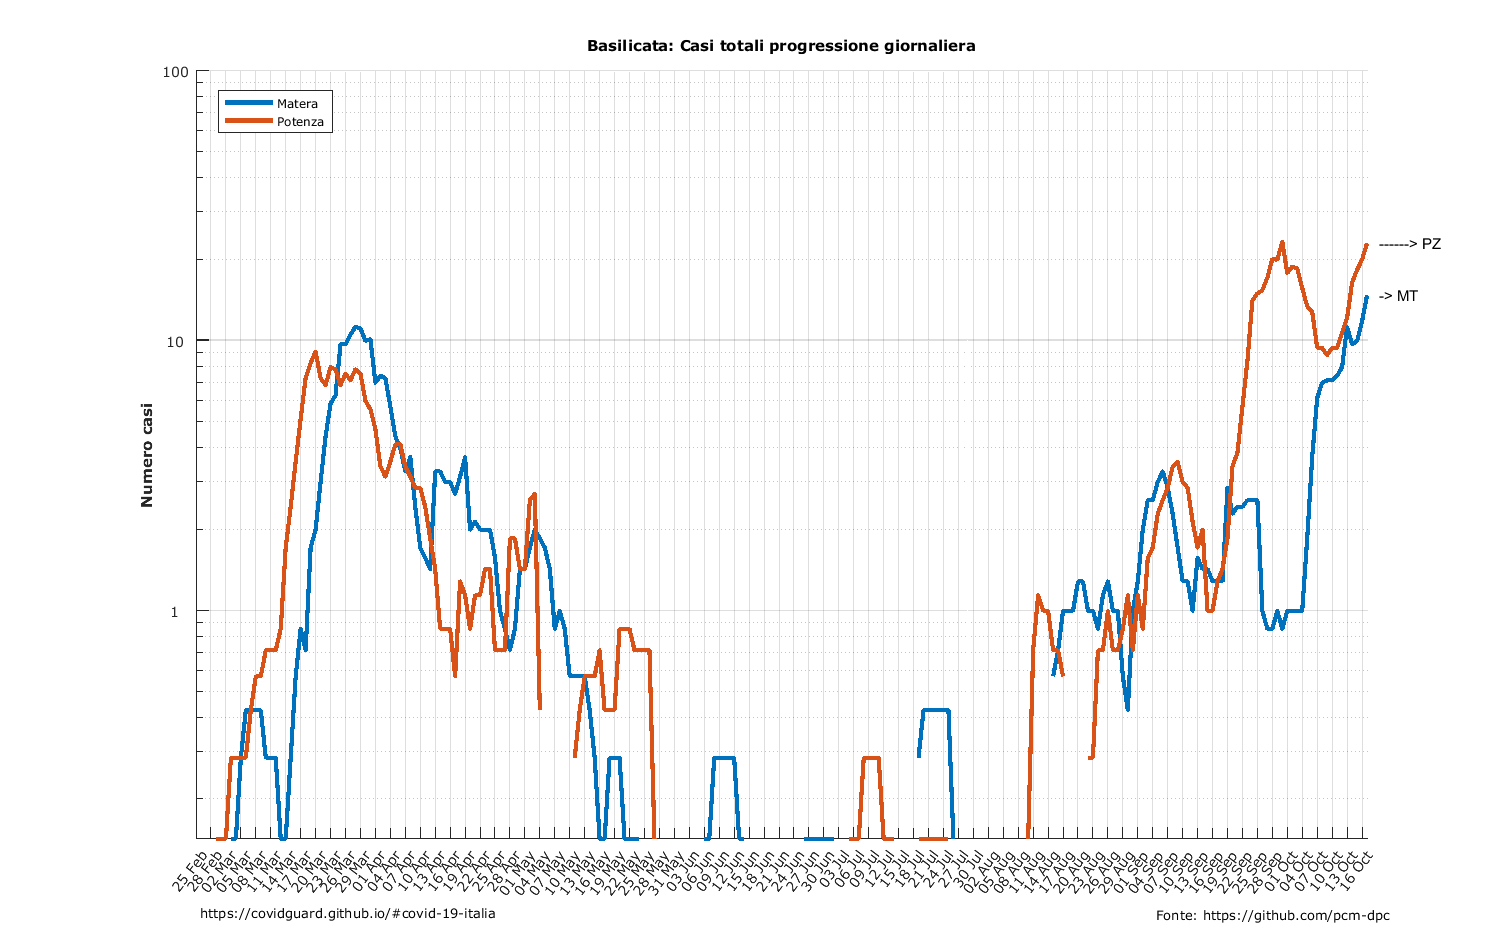 Basilicata: Casi totali progressione giornaliera
100
10
1
Numero casi
Matera
Potenza
------> PZ
-> MT
25 Feb
28 Feb
02 Mar
05 Mar
08 Mar
11 Mar
14 Mar
17 Mar
20 Mar
23 Mar
26 Mar
29 Mar
01 Apr
04 Apr
07 Apr
10 Apr
13 Apr
16 Apr
19 Apr
22 Apr
25 Apr
28 Apr
01 May
04 May
07 May
10 May
13 May
16 May
19 May
22 May
25 May
28 May
31 May
03 Jun
06 Jun
09 Jun
12 Jun
15 Jun
18 Jun
21 Jun
24 Jun
27 Jun
30 Jun
03 Jul
06 Jul
09 Jul
12 Jul
15 Jul
18 Jul
21 Jul
24 Jul
27 Jul
30 Jul
02 Aug
05 Aug
08 Aug
11 Aug
14 Aug
17 Aug
20 Aug
23 Aug
26 Aug
29 Aug
01 Sep
04 Sep
07 Sep
10 Sep
13 Sep
16 Sep
19 Sep
22 Sep
25 Sep
28 Sep
01 Oct
04 Oct
07 Oct
10 Oct
13 Oct
16 Oct
https://covidguard.github.io/#covid-19-italia
Fonte: https://github.com/pcm-dpc